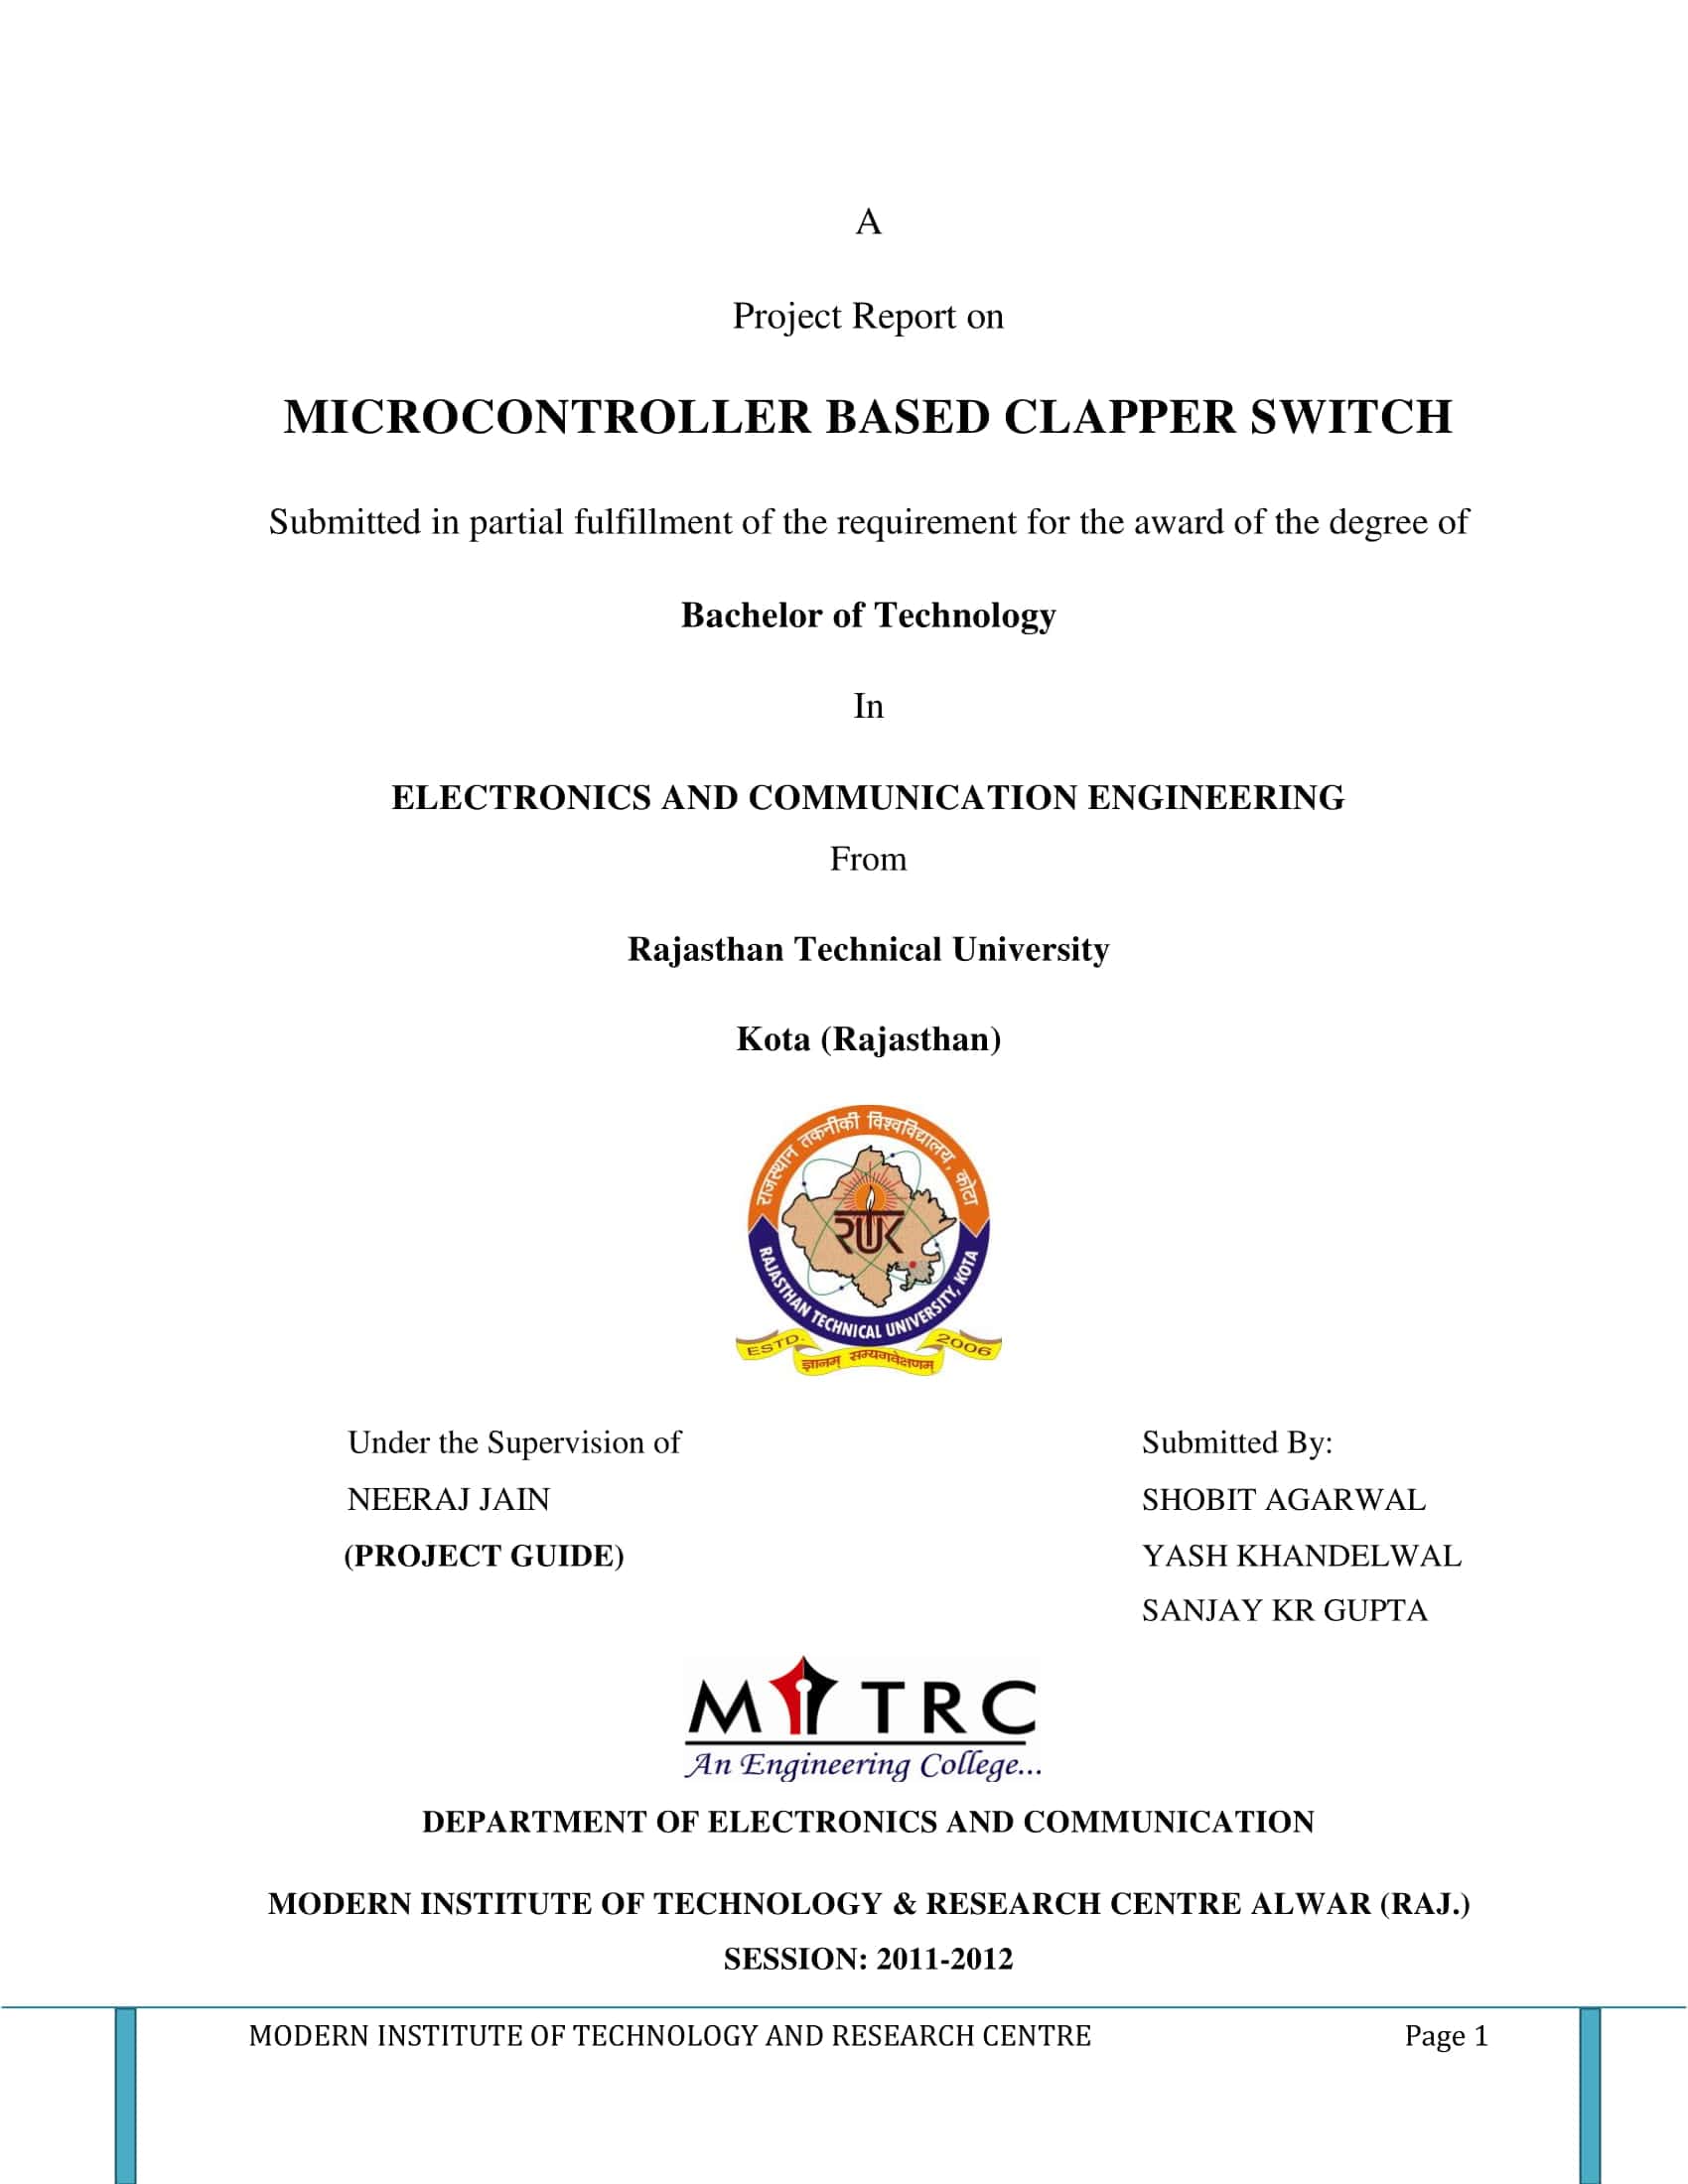 A
Project Report on
MICROCONTROLLER BASED CLAPPER SWITCH
Submitted in partial fulfillment of the requirement for the award of the degree of
Bachelor of Technology
In
ELECTRONICS AND COMMUNICATION ENGINEERING
From
Rajasthan Technical University
Kota (Rajasthan)
राजस्थान तकनीकी विश्वविद्यालय, कोटा
RTU
RAJASTHAN TECHNICAL UNIVERSITY, KOTA
ESTD. 2006
ज्ञानम् सम्यगवेक्षणम्
Under the Supervision of
NEERAJ JAIN
(PROJECT GUIDE)
Submitted By:
SHOBIT AGARWAL
YASH KHANDELWAL
SANJAY KR GUPTA
MITRC
An Engineering College...
DEPARTMENT OF ELECTRONICS AND COMMUNICATION
MODERN INSTITUTE OF TECHNOLOGY & RESEARCH CENTRE ALWAR (RAJ.)
SESSION: 2011-2012
MODERN INSTITUTE OF TECHNOLOGY AND RESEARCH CENTRE Page 1